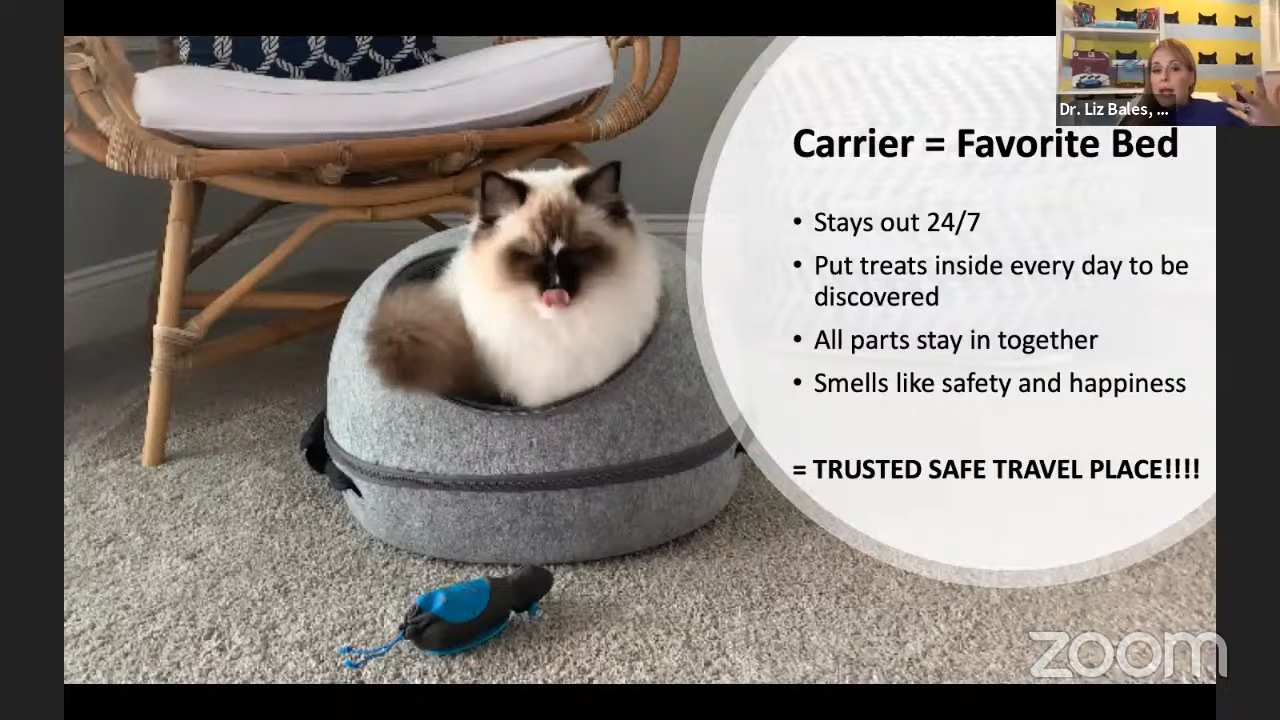 Dr. Liz Bales, ...
Carrier = Favorite Bed
• Stays out 24/7
• Put treats inside every day to be
discovered
• All parts stay in together
• Smells like safety and happiness
= TRUSTED SAFE TRAVEL PLACE!!!!
zoom